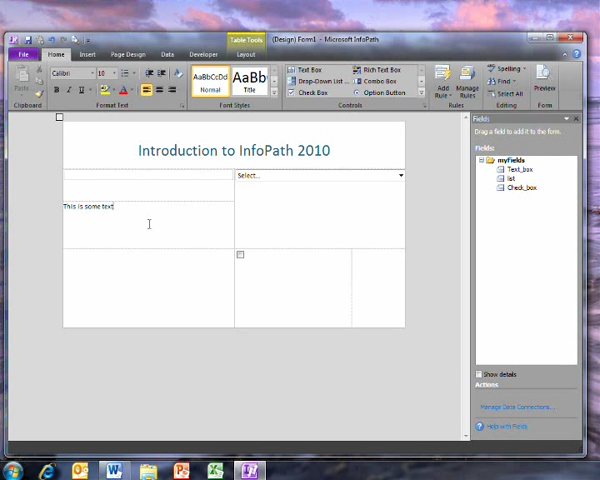 Table Tools
(Design) Form1 - Microsoft InfoPath
File Home Insert Page Design Data Developer Layout
Calibri 10
AaBbCcDd AaBb
Normal Title
Text Box Rich Text Box
Drop-Down List ... Combo Box
Check Box Option Button
Add Rule Manage Rules
Spelling
Find
Select All
Preview
Paste
B I U
Clipboard Format Text Font Styles Controls Rules Editing Form
Fields
Drag a field to add it to the form.
Fields:
myFields
Text_box
list
Check_box
Introduction to InfoPath 2010
Select...
This is some text
Show details
Actions
Manage Data Connections...
Help with Fields